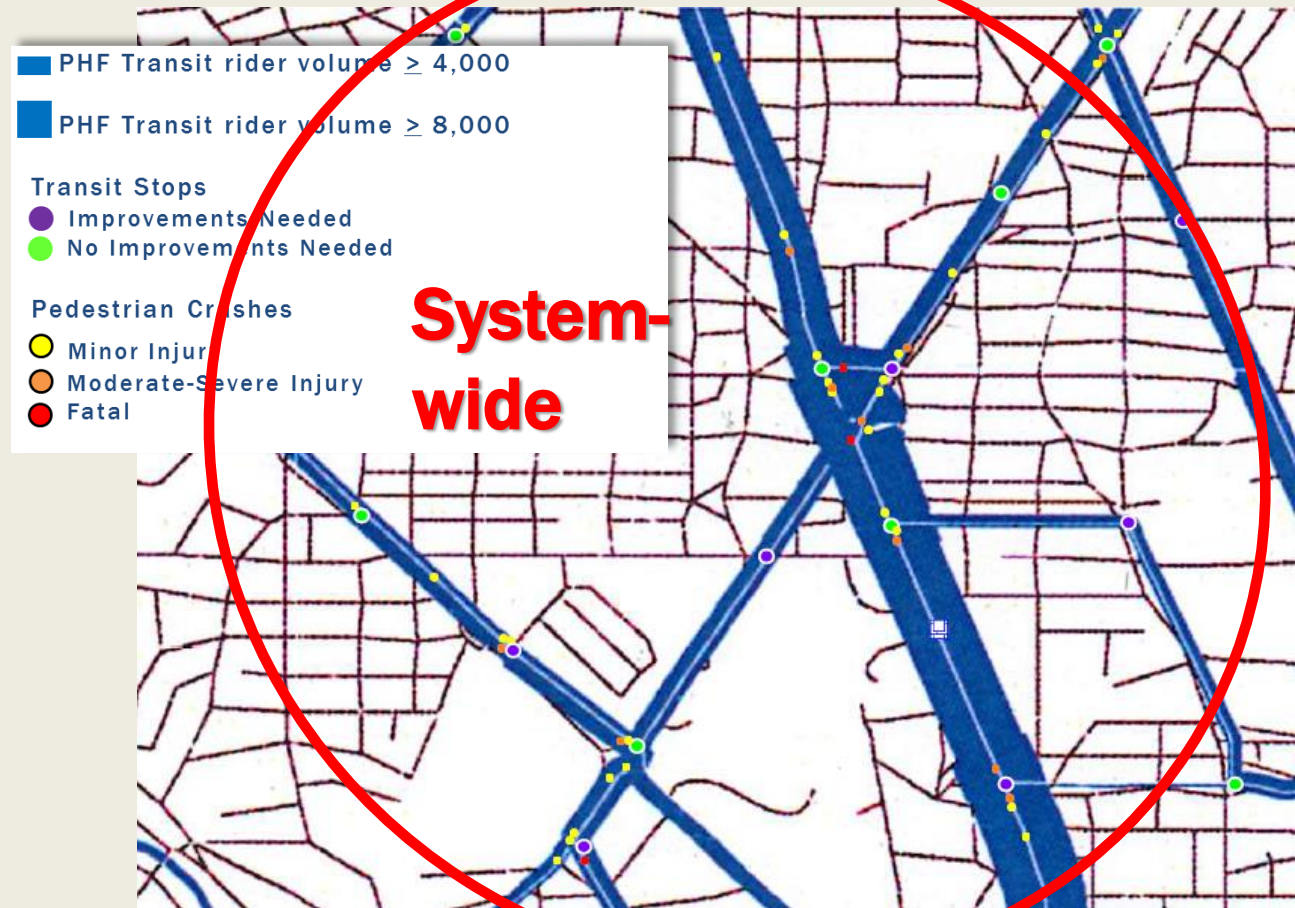 PHF Transit rider volume ≥ 4,000
PHF Transit rider volume ≥ 8,000
Transit Stops
Improvements Needed
No Improvements Needed
Pedestrian Crashes
Minor Injury
Moderate-Severe Injury
Fatal
System-
wide